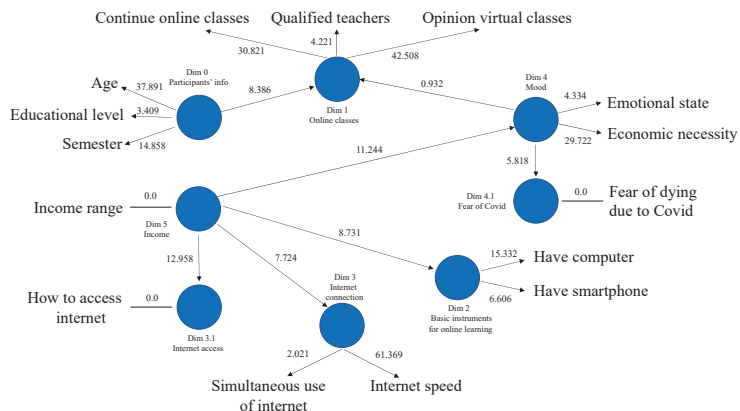 Continue online classes
Qualified teachers
Opinion virtual classes
30.821
4.221
42.508
Dim 0
Participants' info
Age
37.891
Educational level
3.409
Semester
14.858
8.386
Dim 1
Online classes
0.932
Dim 4
Mood
4.334
Emotional state
Economic necessity
29.722
11.244
5.818
Dim 4.1
Fear of Covid
0.0
Fear of dying
due to Covid
Income range
0.0
Dim 5
Income
8.731
12.958
7.724
Dim 3
Internet
connection
15.332
Have computer
6.606
Have smartphone
Dim 2
Basic instruments
for online learning
How to access
internet
0.0
Dim 3.1
Internet access
2.021
61.369
Simultaneous use
of internet
Internet speed